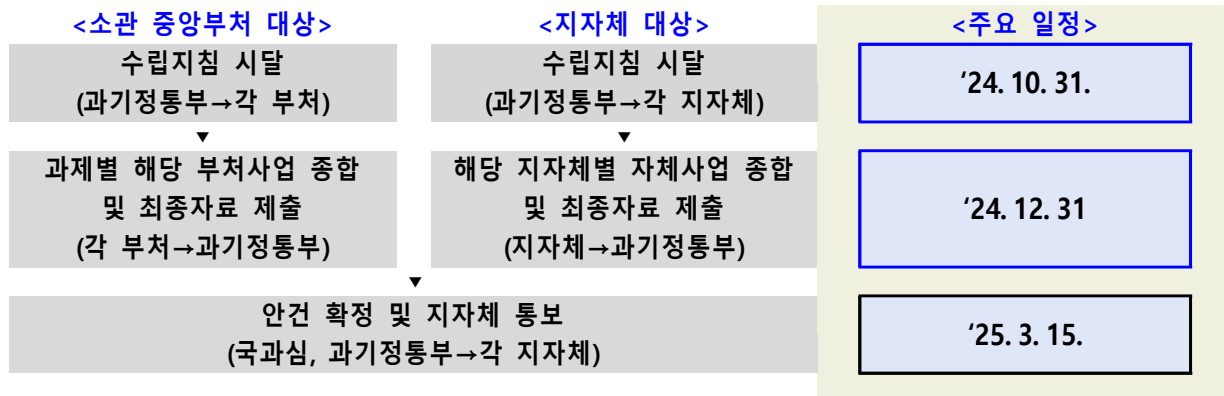 <소관 중앙부처 대상>
<지자체 대상>
<주요 일정>
수립지침 시달
(과기정통부→각 부처)
수립지침 시달
(과기정통부→각 지자체)
‘24. 10. 31.
▼
▼
과제별 해당 부처사업 종합
및 최종자료 제출
(각 부처→과기정통부)
해당 지자체별 자체사업 종합
및 최종자료 제출
(지자체→과기정통부)
‘24. 12. 31
▼
안건 확정 및 지자체 통보
(국과심, 과기정통부→각 지자체)
‘25. 3. 15.